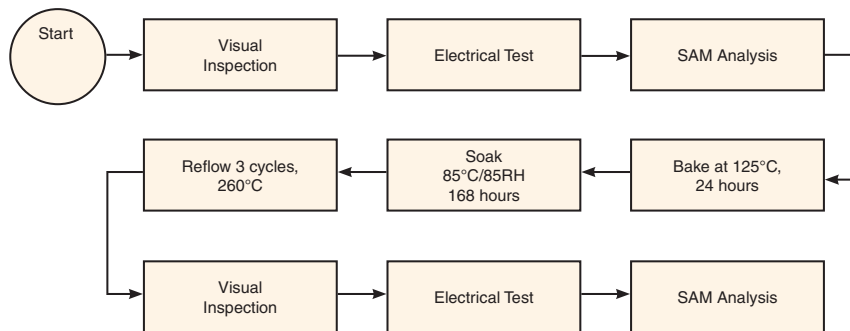 Start
Visual
Inspection
Electrical Test
SAM Analysis
Reflow 3 cycles,
260°C
Soak
85°C/85RH
168 hours
Bake at 125°C,
24 hours
Visual
Inspection
Electrical Test
SAM Analysis